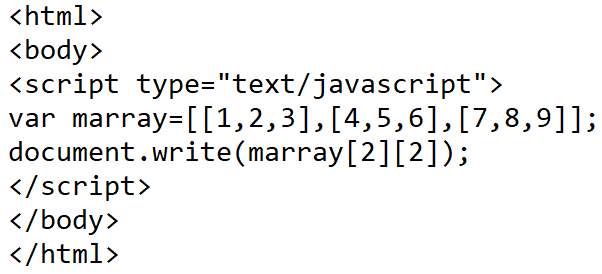 <html>
<body>
<script type="text/javascript">
var marray=[[1,2,3],[4,5,6],[7,8,9]];
document.write(marray[2][2]);
</script>
</body>
</html>